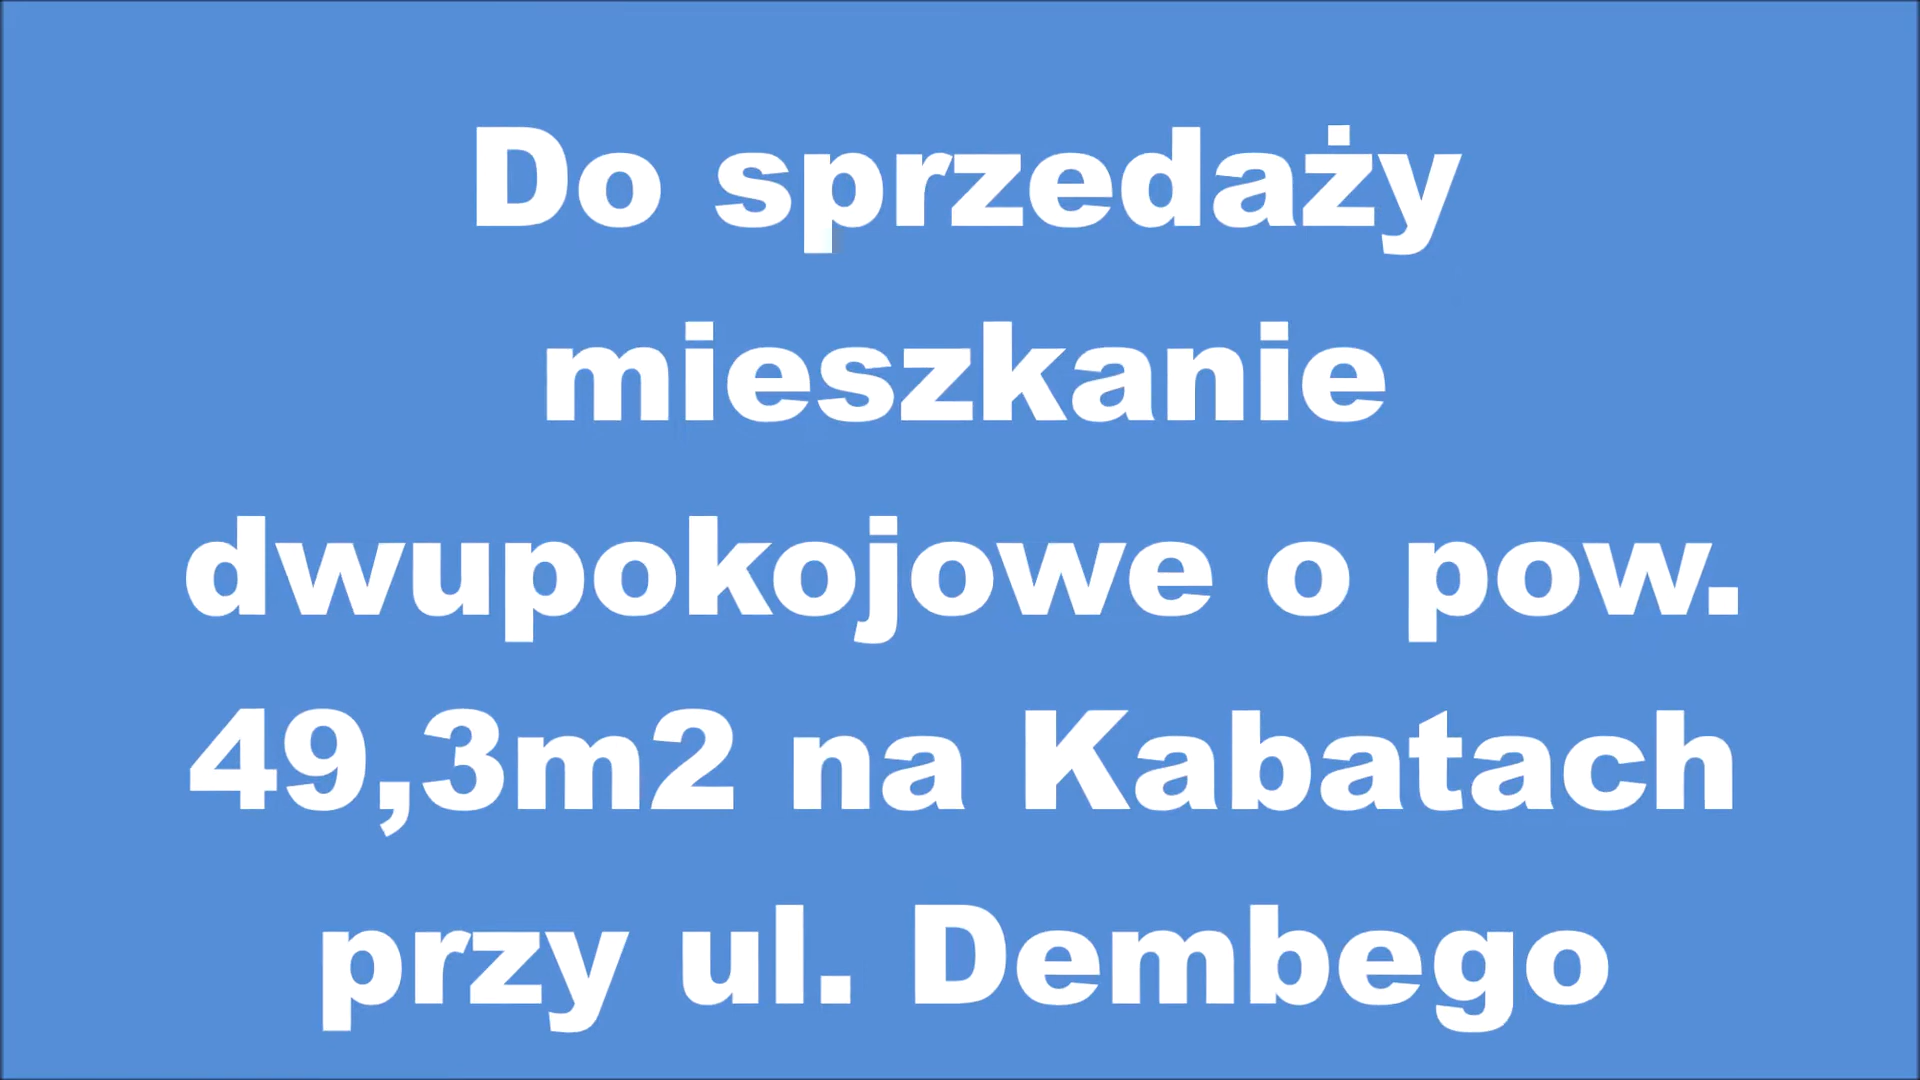 Do sprzedaży
mieszkanie
dwupokojowe o pow.
49,3m2 na Kabatach
przy ul. Dembego